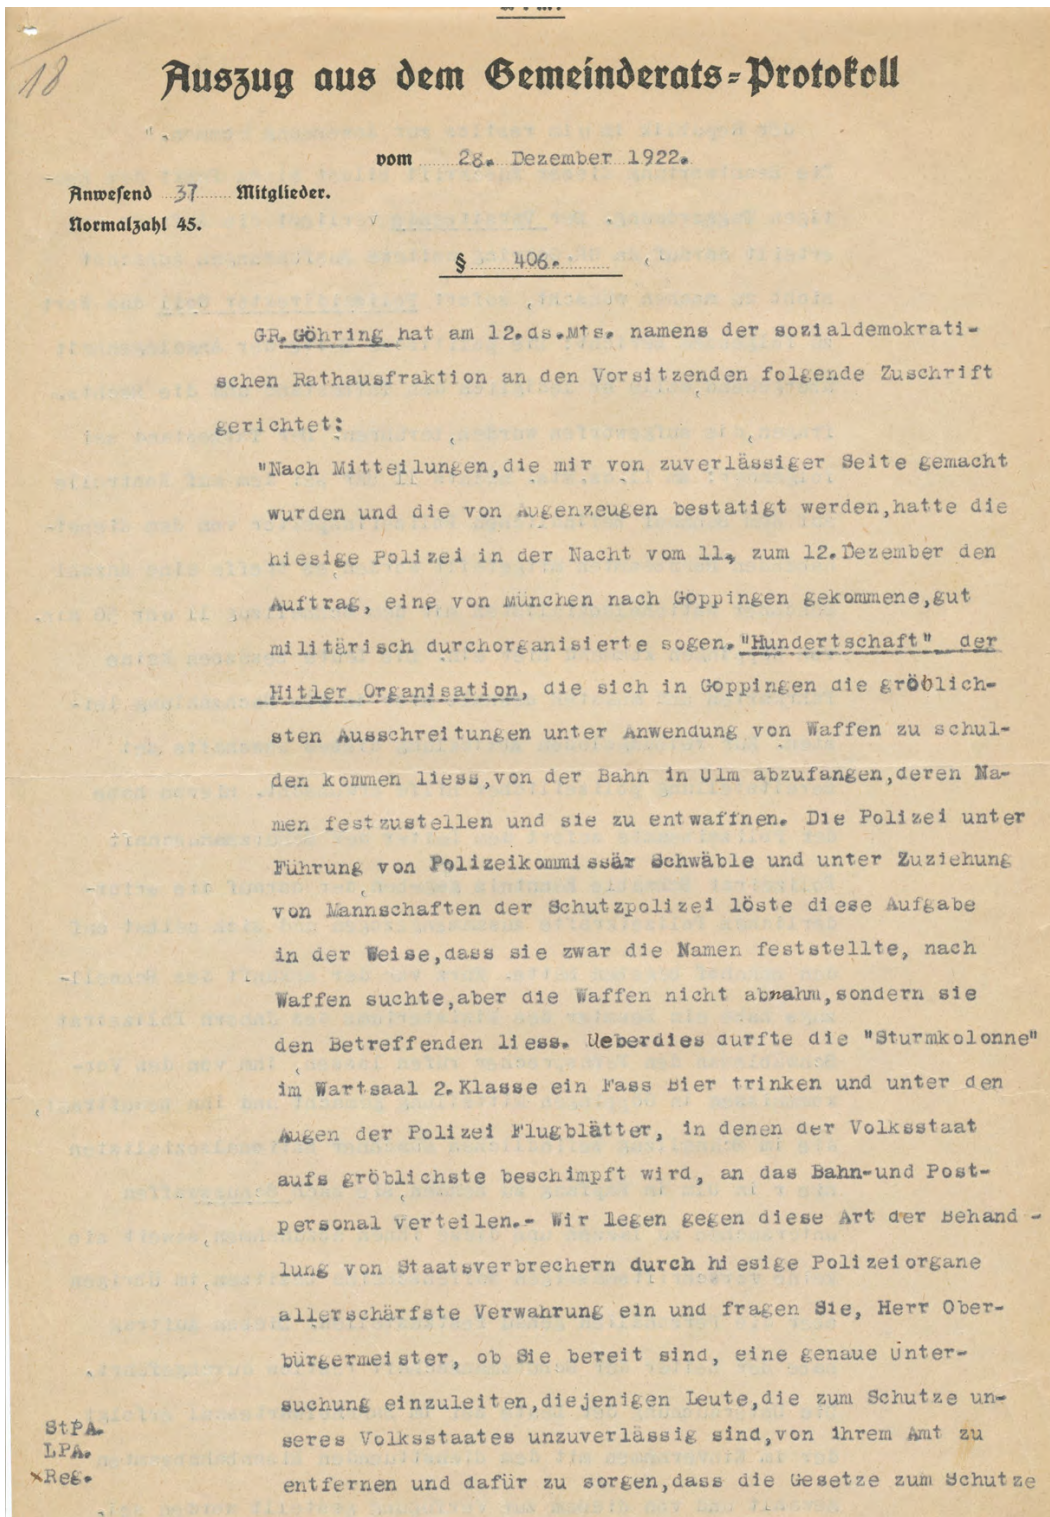 18
Auszug aus dem Gemeinderats=Protokoll
vom 28. Dezember 1922.
Anwesend 37 Mitglieder.
Normalzahl 45.
§ 406.
GR. Göhring hat am 12.ds.Mts. namens der sozialdemokrati-
schen Rathausfraktion an den Vorsitzenden folgende Zuschrift
gerichtet:
"Nach Mitteilungen,die mir von zuverlässiger Seite gemacht
wurden und die von Augenzeugen bestatigt werden,hatte die
hiesige Polizei in der Nacht vom 11. zum 12.Dezember den
Auftrag, eine von Munchen nach Goppingen gekommene,gut
militärisch durchorganisierte sogen."Hundertschaft" der
Hitler Organisation, die sich in Goppingen die gröblich-
sten Ausschreitungen unter Anwendung von Waffen zu schul-
den kommen liess,von der Bahn in Ulm abzufangen,deren Na-
men festzustellen und sie zu entwaffnen. Die Polizei unter
Führung von Polizeikommissär Schwäble und unter Zuziehung
von Mannschaften der Schutzpolizei löste diese Aufgabe
in der Weise,dass sie zwar die Namen feststellte, nach
Waffen suchte,aber die Waffen nicht abnahm,sondern sie
den Betreffenden liess. Ueberdies durfte die "Sturmkolonne"
im Wartsaal 2.Klasse ein Fass Bier trinken und unter den
Augen der Polizei Flugblätter, in denen der Volksstaat
aufs gröblichste beschimpft wird, an das Bahn-und Post-
personal verteilen.- Wir legen gegen diese Art der Behand -
lung von Staatsverbrechern durch hiesige Polizeiorgane
allerschärfste Verwahrung ein und fragen Sie, Herr Ober-
bürgermeister, ob Sie bereit sind, eine genaue Unter-
suchung einzuleiten,diejenigen Leute,die zum Schutze un-
seres Volksstaates unzuverlässig sind,von ihrem Amt zu
entfernen und dafür zu sorgen,dass die Gesetze zum Schutze
StPA.
LPA.
xReg.